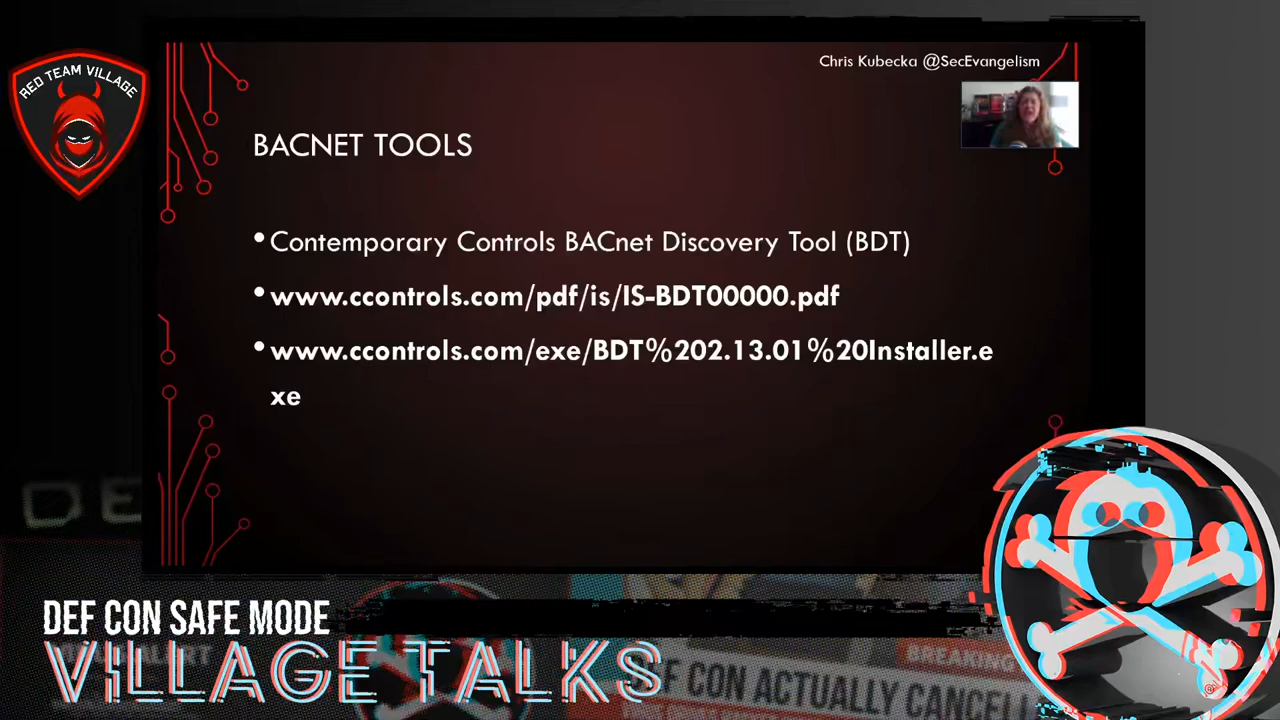 RED TEAM VILLAGE
Chris Kubecka @SecEvangelism
BACNET TOOLS
• Contemporary Controls BACnet Discovery Tool (BDT)
• www.ccontrols.com/pdf/is/IS-BDT00000.pdf
• www.ccontrols.com/exe/BDT%202.13.01%20Installer.e
xe
DE
DEF CON SAFE MODE
VILLAGE TALKS
BREAKING
DEF CON ACTUALLY CANCEL